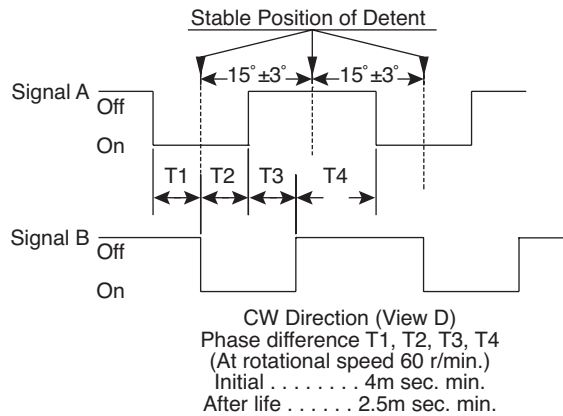 Stable Position of Detent
15°±3° 15°±3°
Signal A
Off
On
T1 T2 T3 T4
Signal B
Off
On
CW Direction (View D)
Phase difference T1, T2, T3, T4
(At rotational speed 60 r/min.)
Initial . . . . . . . . 4m sec. min.
After life . . . . . . 2.5m sec. min.